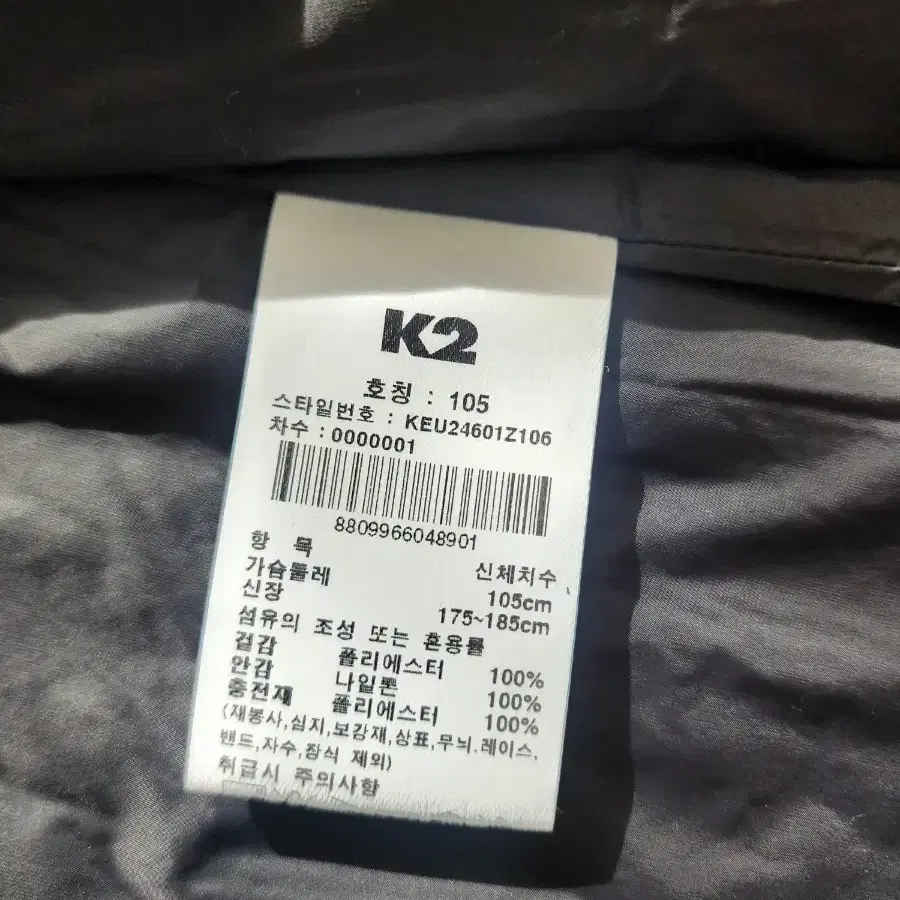 K2
호칭 : 105
스타일번호 : KEU24601Z106
차수 : 0000001
8809966048901
항 목 신체치수
가슴둘레 105cm
신장 175~185cm
섬유의 조성 또는 혼용률
겉감 폴리에스터 100%
안감 나일론 100%
충전재 폴리에스터 100%
(재봉사,심지,보강재,상표,무늬,레이스,
밴드,자수,장식 제외)
취급시 주의사항